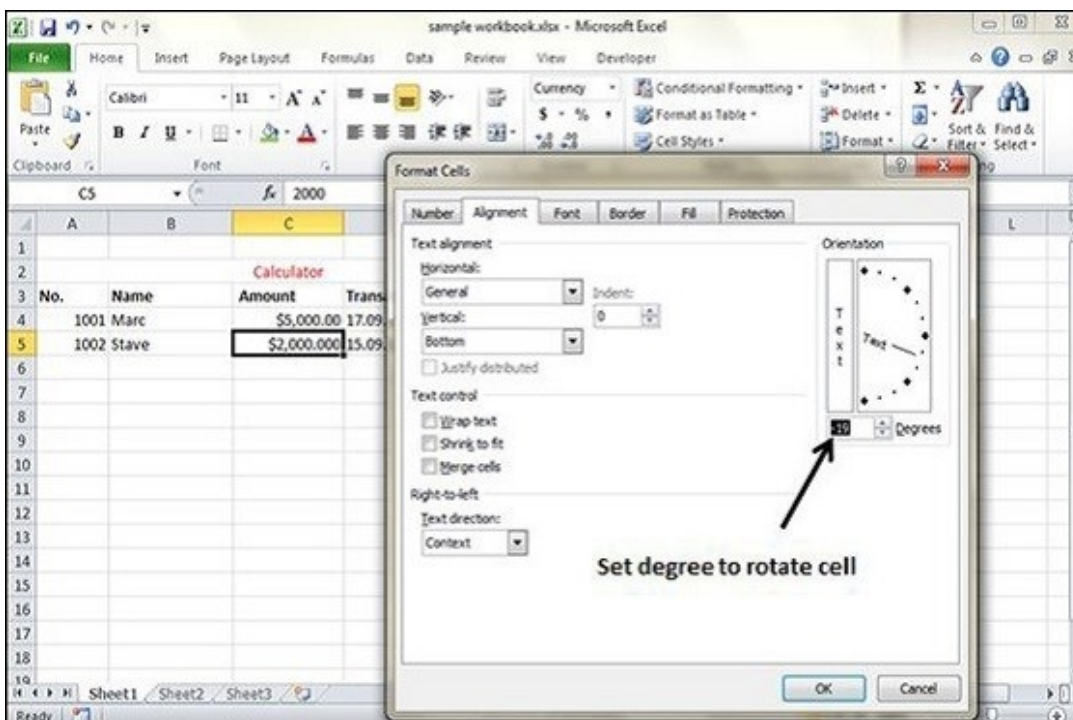 sample workbook.xlsx - Microsoft Excel
File Home Insert Page Layout Formulas Data Review View Developer
Calibri 11 A A Currency Conditional Formatting Insert Σ
Paste B I U A $ % , Format as Table Delete Sort & Find &
Cell Styles Format Filter Select
Clipboard Font
C5 fx 2000
Format Cells
Number Alignment Font Border Fill Protection
A B C L
Text alignment Orientation
Horizontal:
General Indent:
Vertical: 0
Bottom
Justify distributed
Text
Text
Text control
Wrap text -19 Degrees
Shrink to fit
Merge cells
Right-to-left
Text direction:
Context
Set degree to rotate cell
OK Cancel
1
2 Calculator
3 No. Name Amount Trans
4 1001 Marc $5,000.00 17.09.
5 1002 Stave $2,000.000 15.09.
6
7
8
9
10
11
12
13
14
15
16
17
18
19
Sheet1 Sheet2 Sheet3
Ready